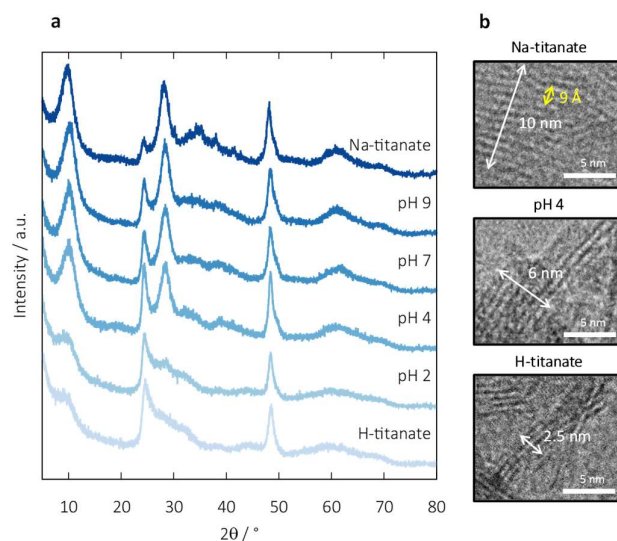 a
Intensity / a.u.
Na-titanate
pH 9
pH 7
pH 4
pH 2
H-titanate
10 20 30 40 50 60 70 80
2θ / °
b
Na-titanate
9 Å
10 nm
5 nm
pH 4
6 nm
5 nm
H-titanate
2.5 nm
5 nm